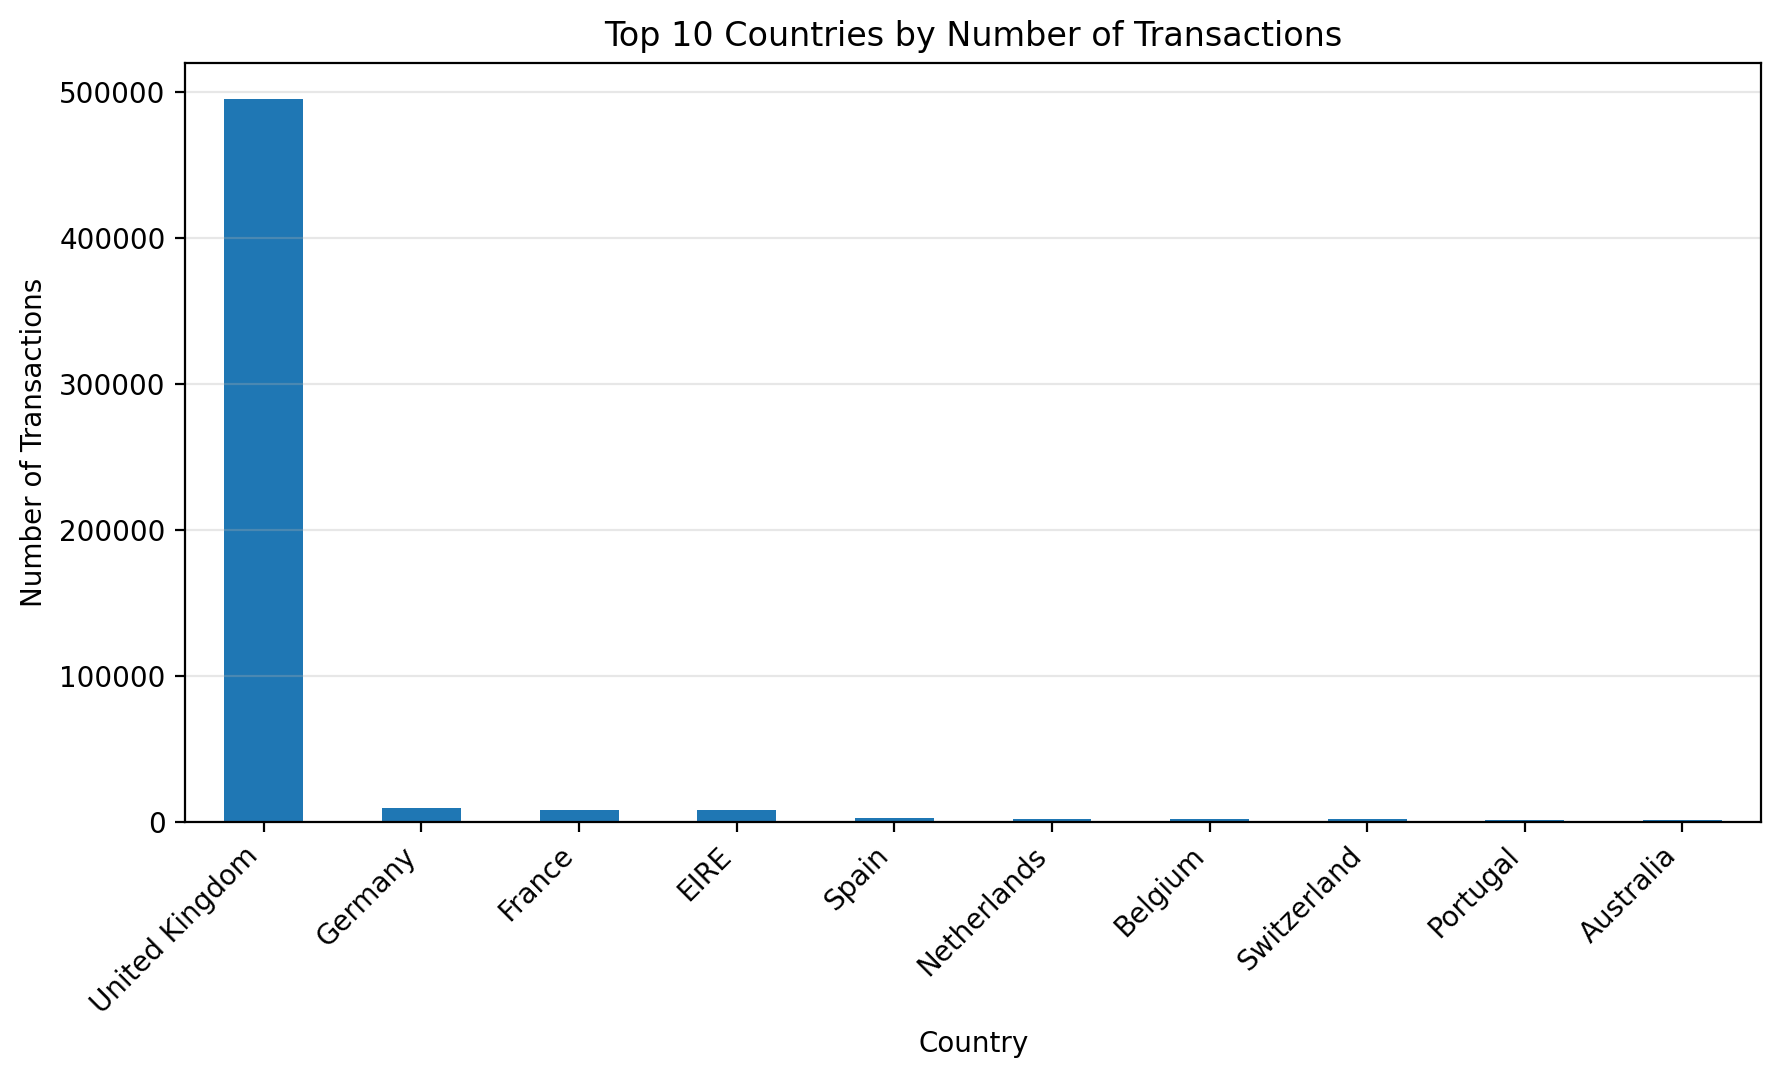 Top 10 Countries by Number of Transactions
Number of Transactions
500000
400000
300000
200000
100000
0
United Kingdom
Germany
France
EIRE
Spain
Netherlands
Belgium
Switzerland
Portugal
Australia
Country